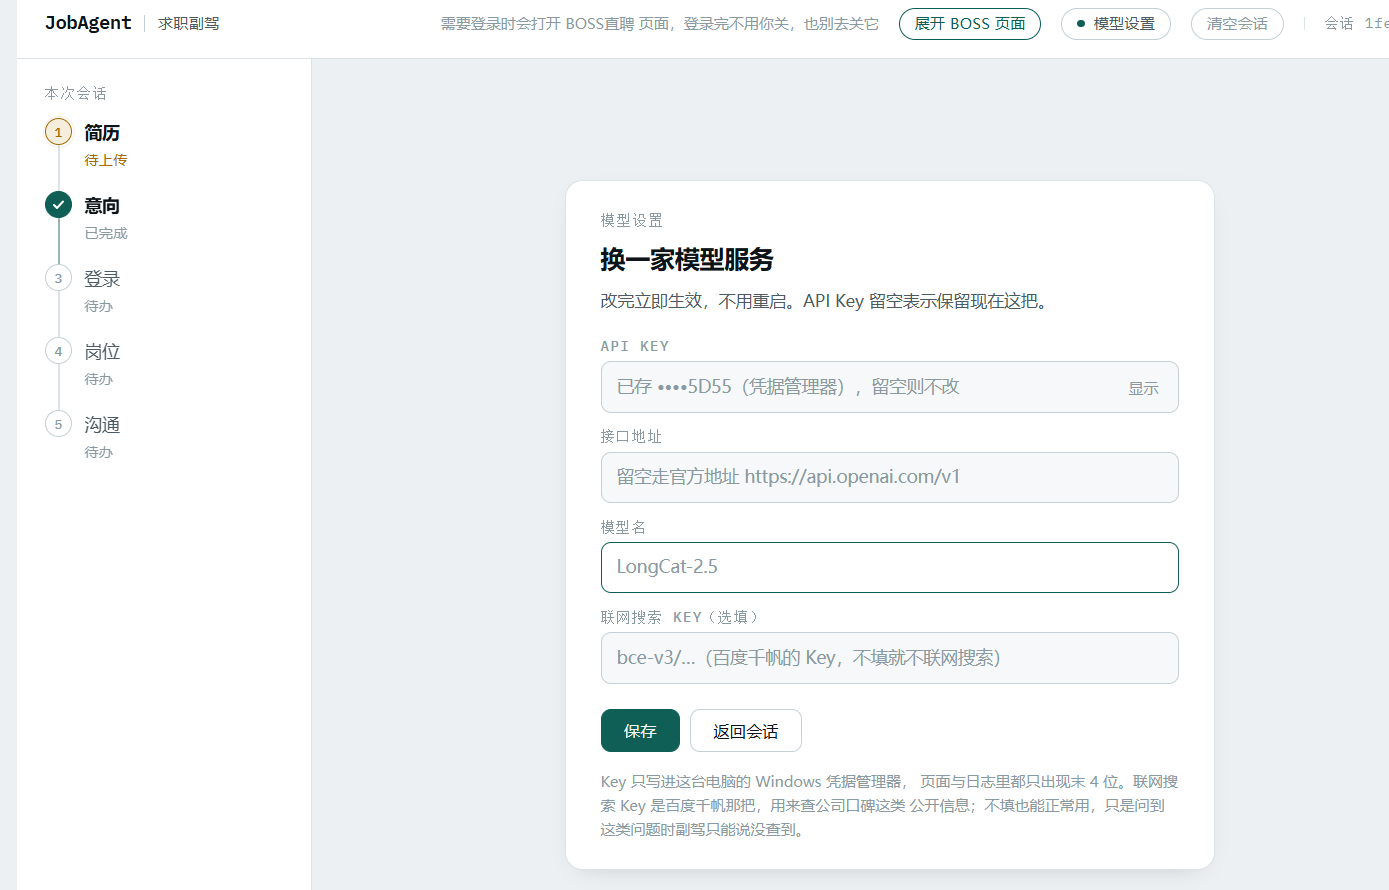 JobAgent 求职副驾 需要登录时会打开 BOSS直聘 页面，登录完不用你关，也别去关它 展开 BOSS 页面 模型设置 清空会话 会话
本次会话
1 简历
待上传
意向
已完成
3 登录
待办
4 岗位
待办
5 沟通
待办
模型设置
换一家模型服务
改完立即生效，不用重启。API Key 留空表示保留现在这把。
API KEY
已存 ••••5D55（凭据管理器），留空则不改 显示
接口地址
留空走官方地址 https://api.openai.com/v1
模型名
LongCat-2.5
联网搜索 KEY（选填）
bce-v3/...（百度千帆的 Key，不填就不联网搜索）
保存 返回会话
Key 只写进这台电脑的 Windows 凭据管理器， 页面与日志里都只出现末 4 位。联网搜
索 Key 是百度千帆那把，用来查公司口碑这类 公开信息；不填也能正常用，只是问到
这类问题时副驾只能说没查到。